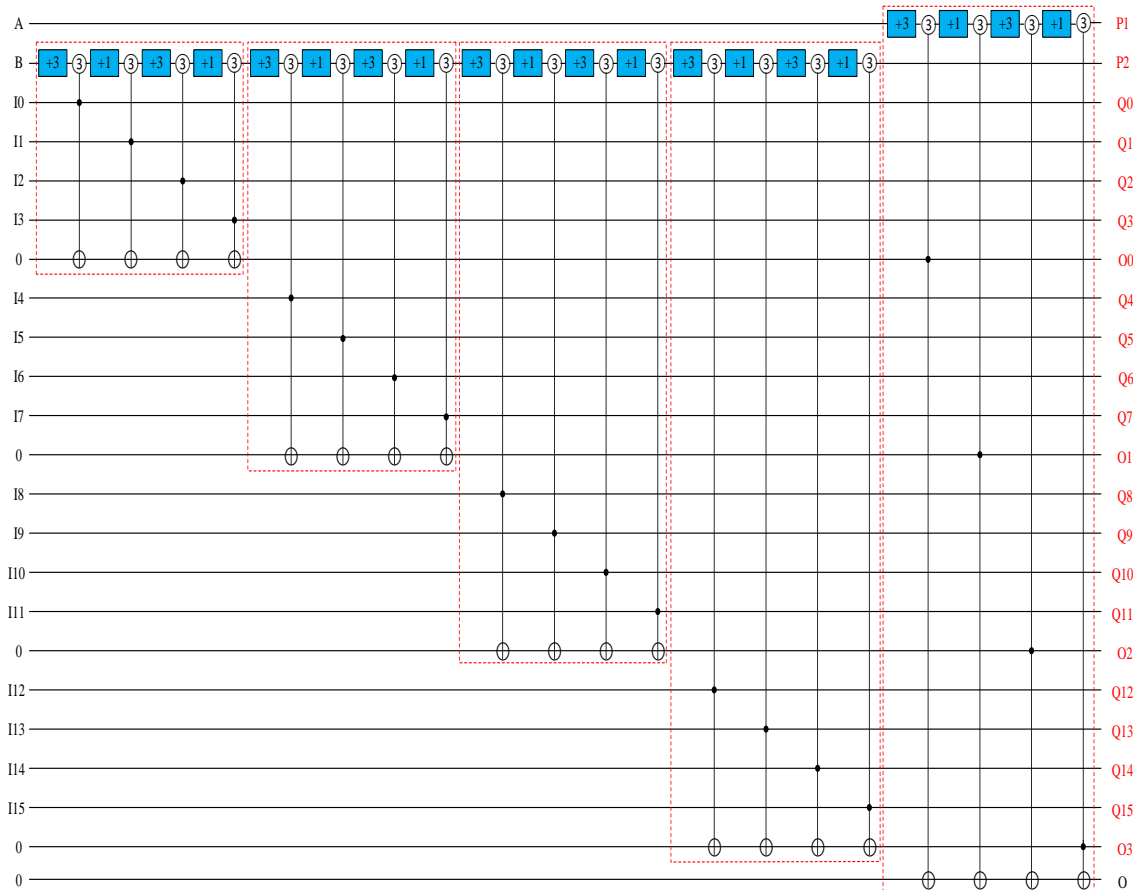 A +3 3 +1 3 +3 3 +1 3 P1
B +3 3 +1 3 +3 3 +1 3 +3 3 +1 3 +3 3 +1 3 +3 3 +1 3 +3 3 +1 3 +3 3 +1 3 +3 3 +1 3 P2
I0 Q0
I1 Q1
I2 Q2
I3 Q3
0 O0
I4 Q4
I5 Q5
I6 Q6
I7 Q7
0 O1
I8 Q8
I9 Q9
I10 Q10
I11 Q11
0 O2
I12 Q12
I13 Q13
I14 Q14
I15 Q15
0 O3
0 O